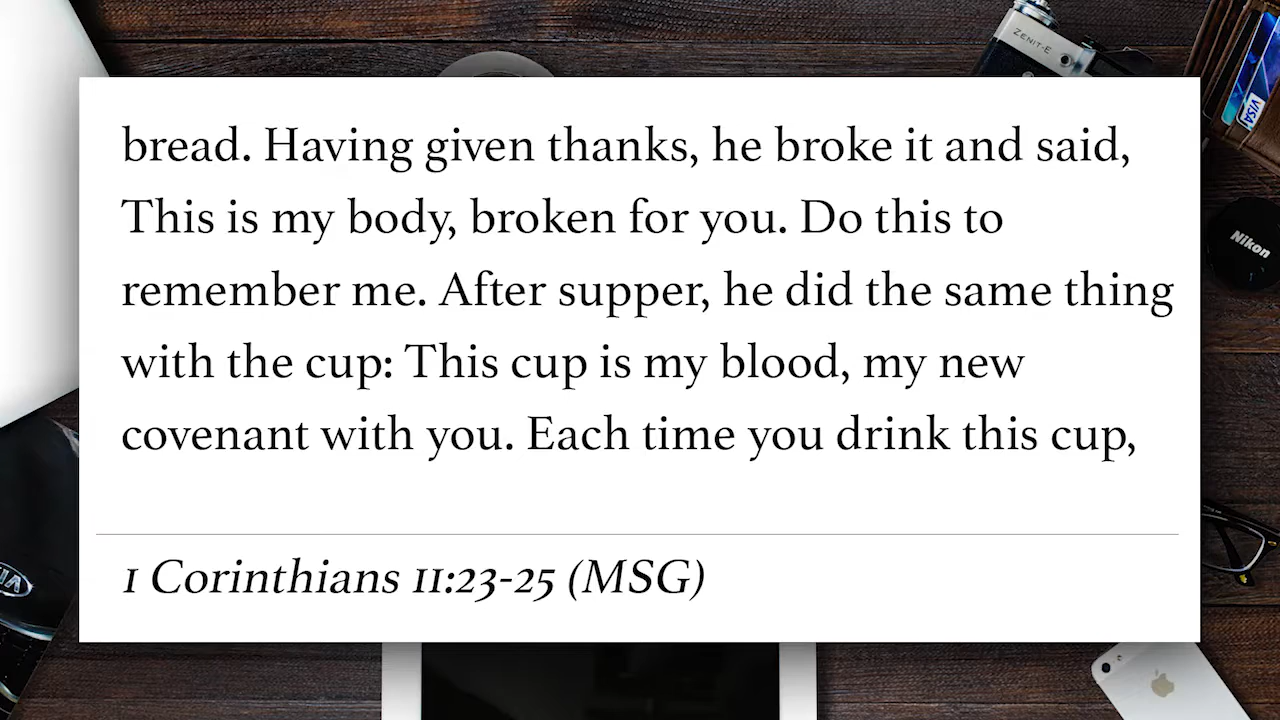 ZENIT-E
VISA
bread. Having given thanks, he broke it and said,
This is my body, broken for you. Do this to
remember me. After supper, he did the same thing
with the cup: This cup is my blood, my new
covenant with you. Each time you drink this cup,
1 Corinthians 11:23-25 (MSG)
Nikon